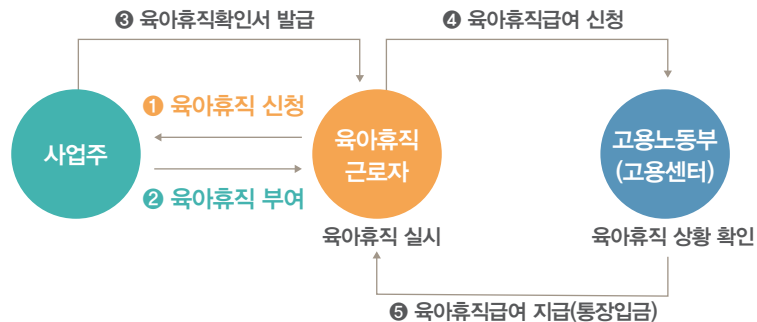 ❸ 육아휴직확인서 발급
❹ 육아휴직급여 신청
❶ 육아휴직 신청
사업주
육아휴직
근로자
고용노동부
(고용센터)
❷ 육아휴직 부여
육아휴직 실시
육아휴직 상황 확인
❺ 육아휴직급여 지급(통장입금)